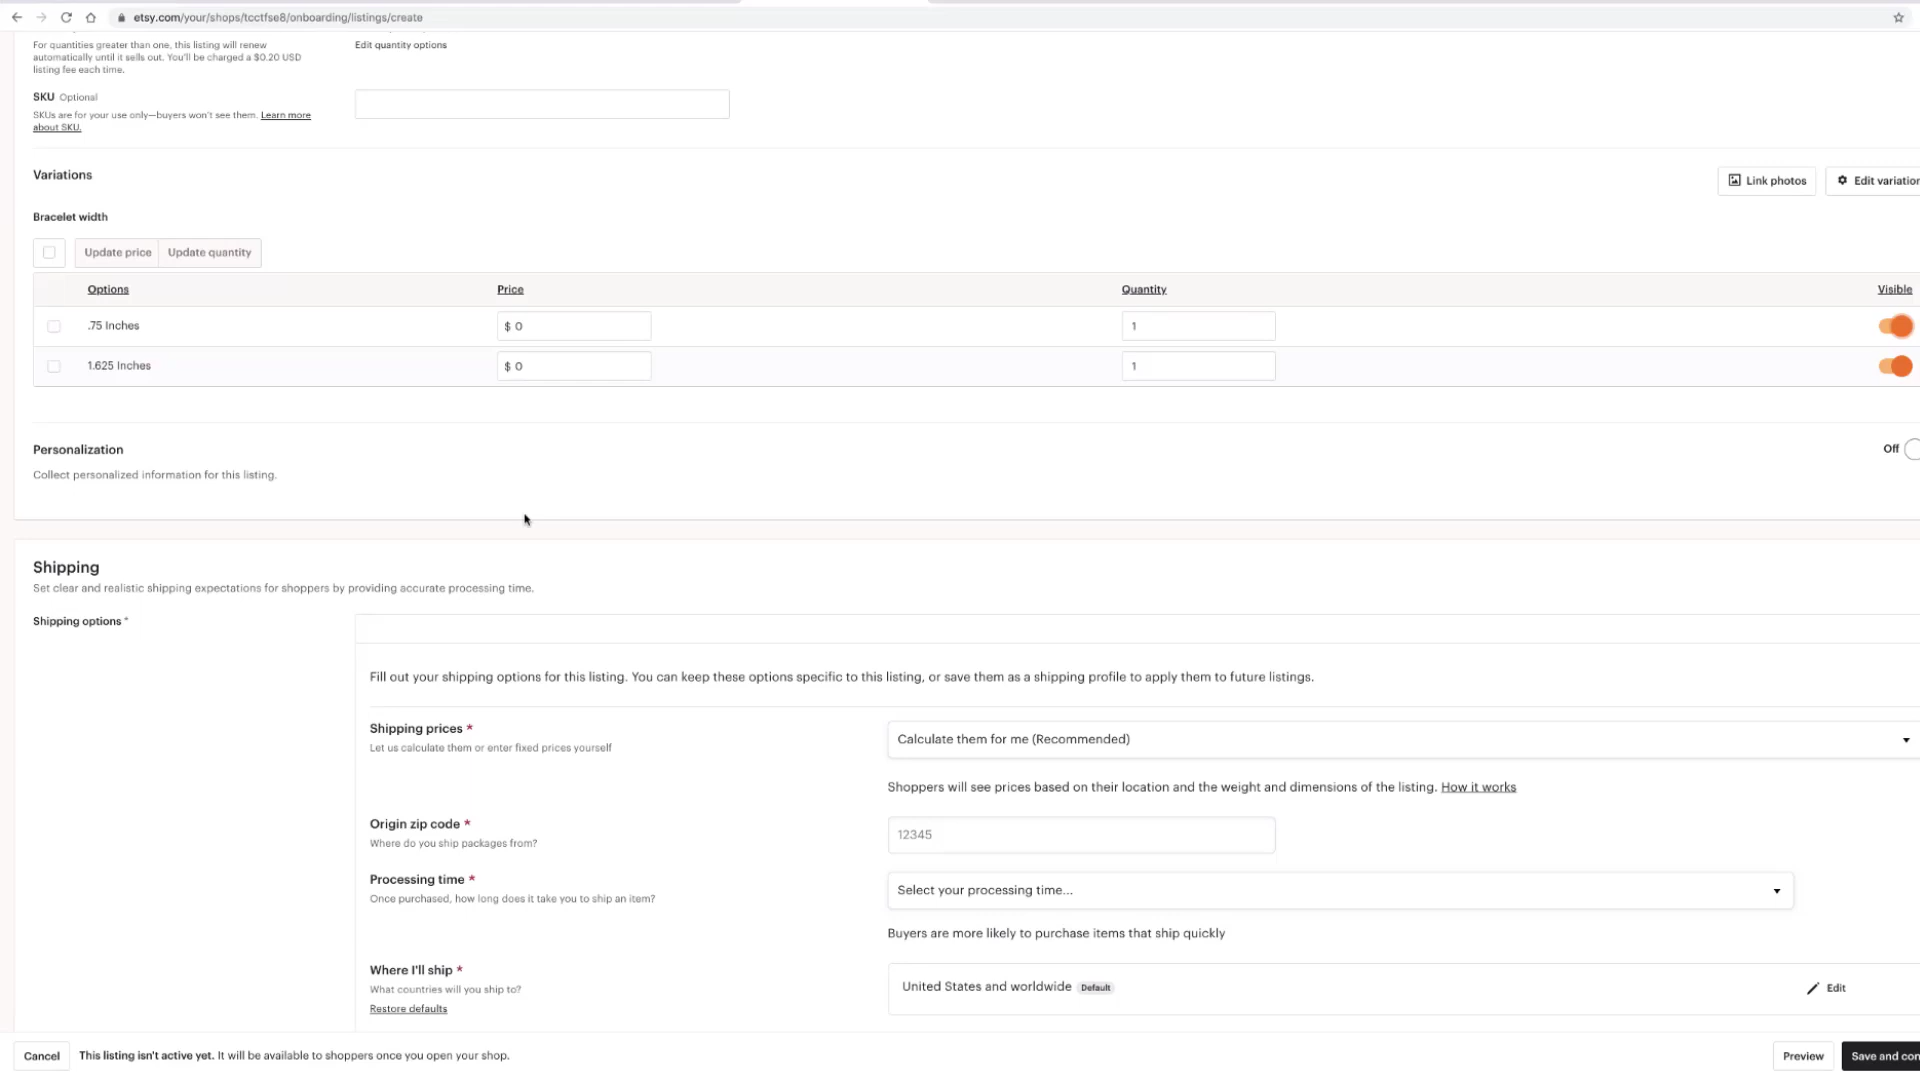 etsy.com/your/shops/tcctfse8/onboarding/listings/create
For quantities greater than one, this listing will renew
automatically until it sells out. You'll be charged a $0.20 USD
listing fee each time.
Edit quantity options
SKU Optional
SKUs are for your use only—buyers won't see them. Learn more
about SKU.
Variations
Link photos
Edit variation
Bracelet width
Update price
Update quantity
Options
Price
Quantity
Visible
.75 Inches
$ 0
1
1.625 Inches
$ 0
1
Personalization
Off
Collect personalized information for this listing.
Shipping
Set clear and realistic shipping expectations for shoppers by providing accurate processing time.
Shipping options *
Fill out your shipping options for this listing. You can keep these options specific to this listing, or save them as a shipping profile to apply them to future listings.
Shipping prices *
Let us calculate them or enter fixed prices yourself
Calculate them for me (Recommended)
Shoppers will see prices based on their location and the weight and dimensions of the listing. How it works
Origin zip code *
Where do you ship packages from?
12345
Processing time *
Once purchased, how long does it take you to ship an item?
Select your processing time...
Buyers are more likely to purchase items that ship quickly
Where I'll ship *
What countries will you ship to?
Restore defaults
United States and worldwide Default
Edit
Cancel
This listing isn't active yet. It will be available to shoppers once you open your shop.
Preview
Save and con